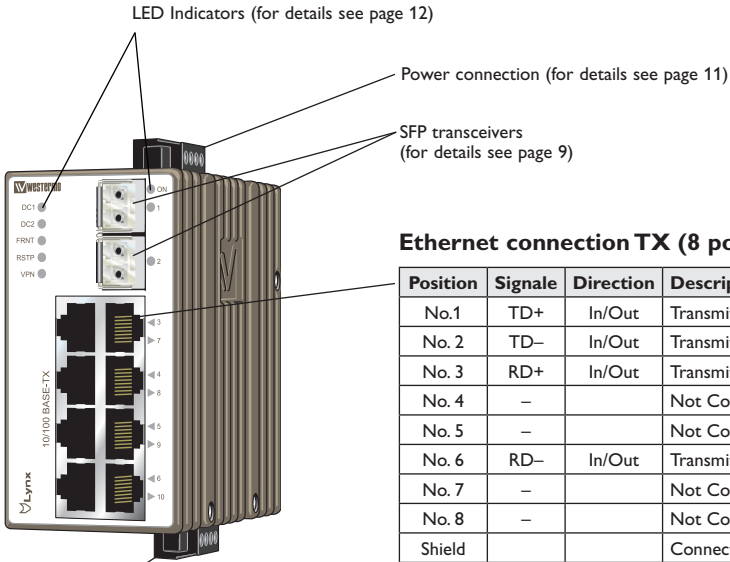 LED Indicators (for details see page 12)
Power connection (for details see page 11)
SFP transceivers
(for details see page 9)
westermo
ON
DC1
1
DC2
FRNT
RSTP
2
VPN
3
7
4
8
5
9
6
10
10/100 BASE-TX
Lynx
Ethernet connection TX (8 po
Position Signale Direction Descrip
No.1 TD+ In/Out Transmi
No. 2 TD– In/Out Transmi
No. 3 RD+ In/Out Transmi
No. 4 – Not Co
No. 5 – Not Co
No. 6 RD– In/Out Transmi
No. 7 – Not Co
No. 8 – Not Co
Shield Connec